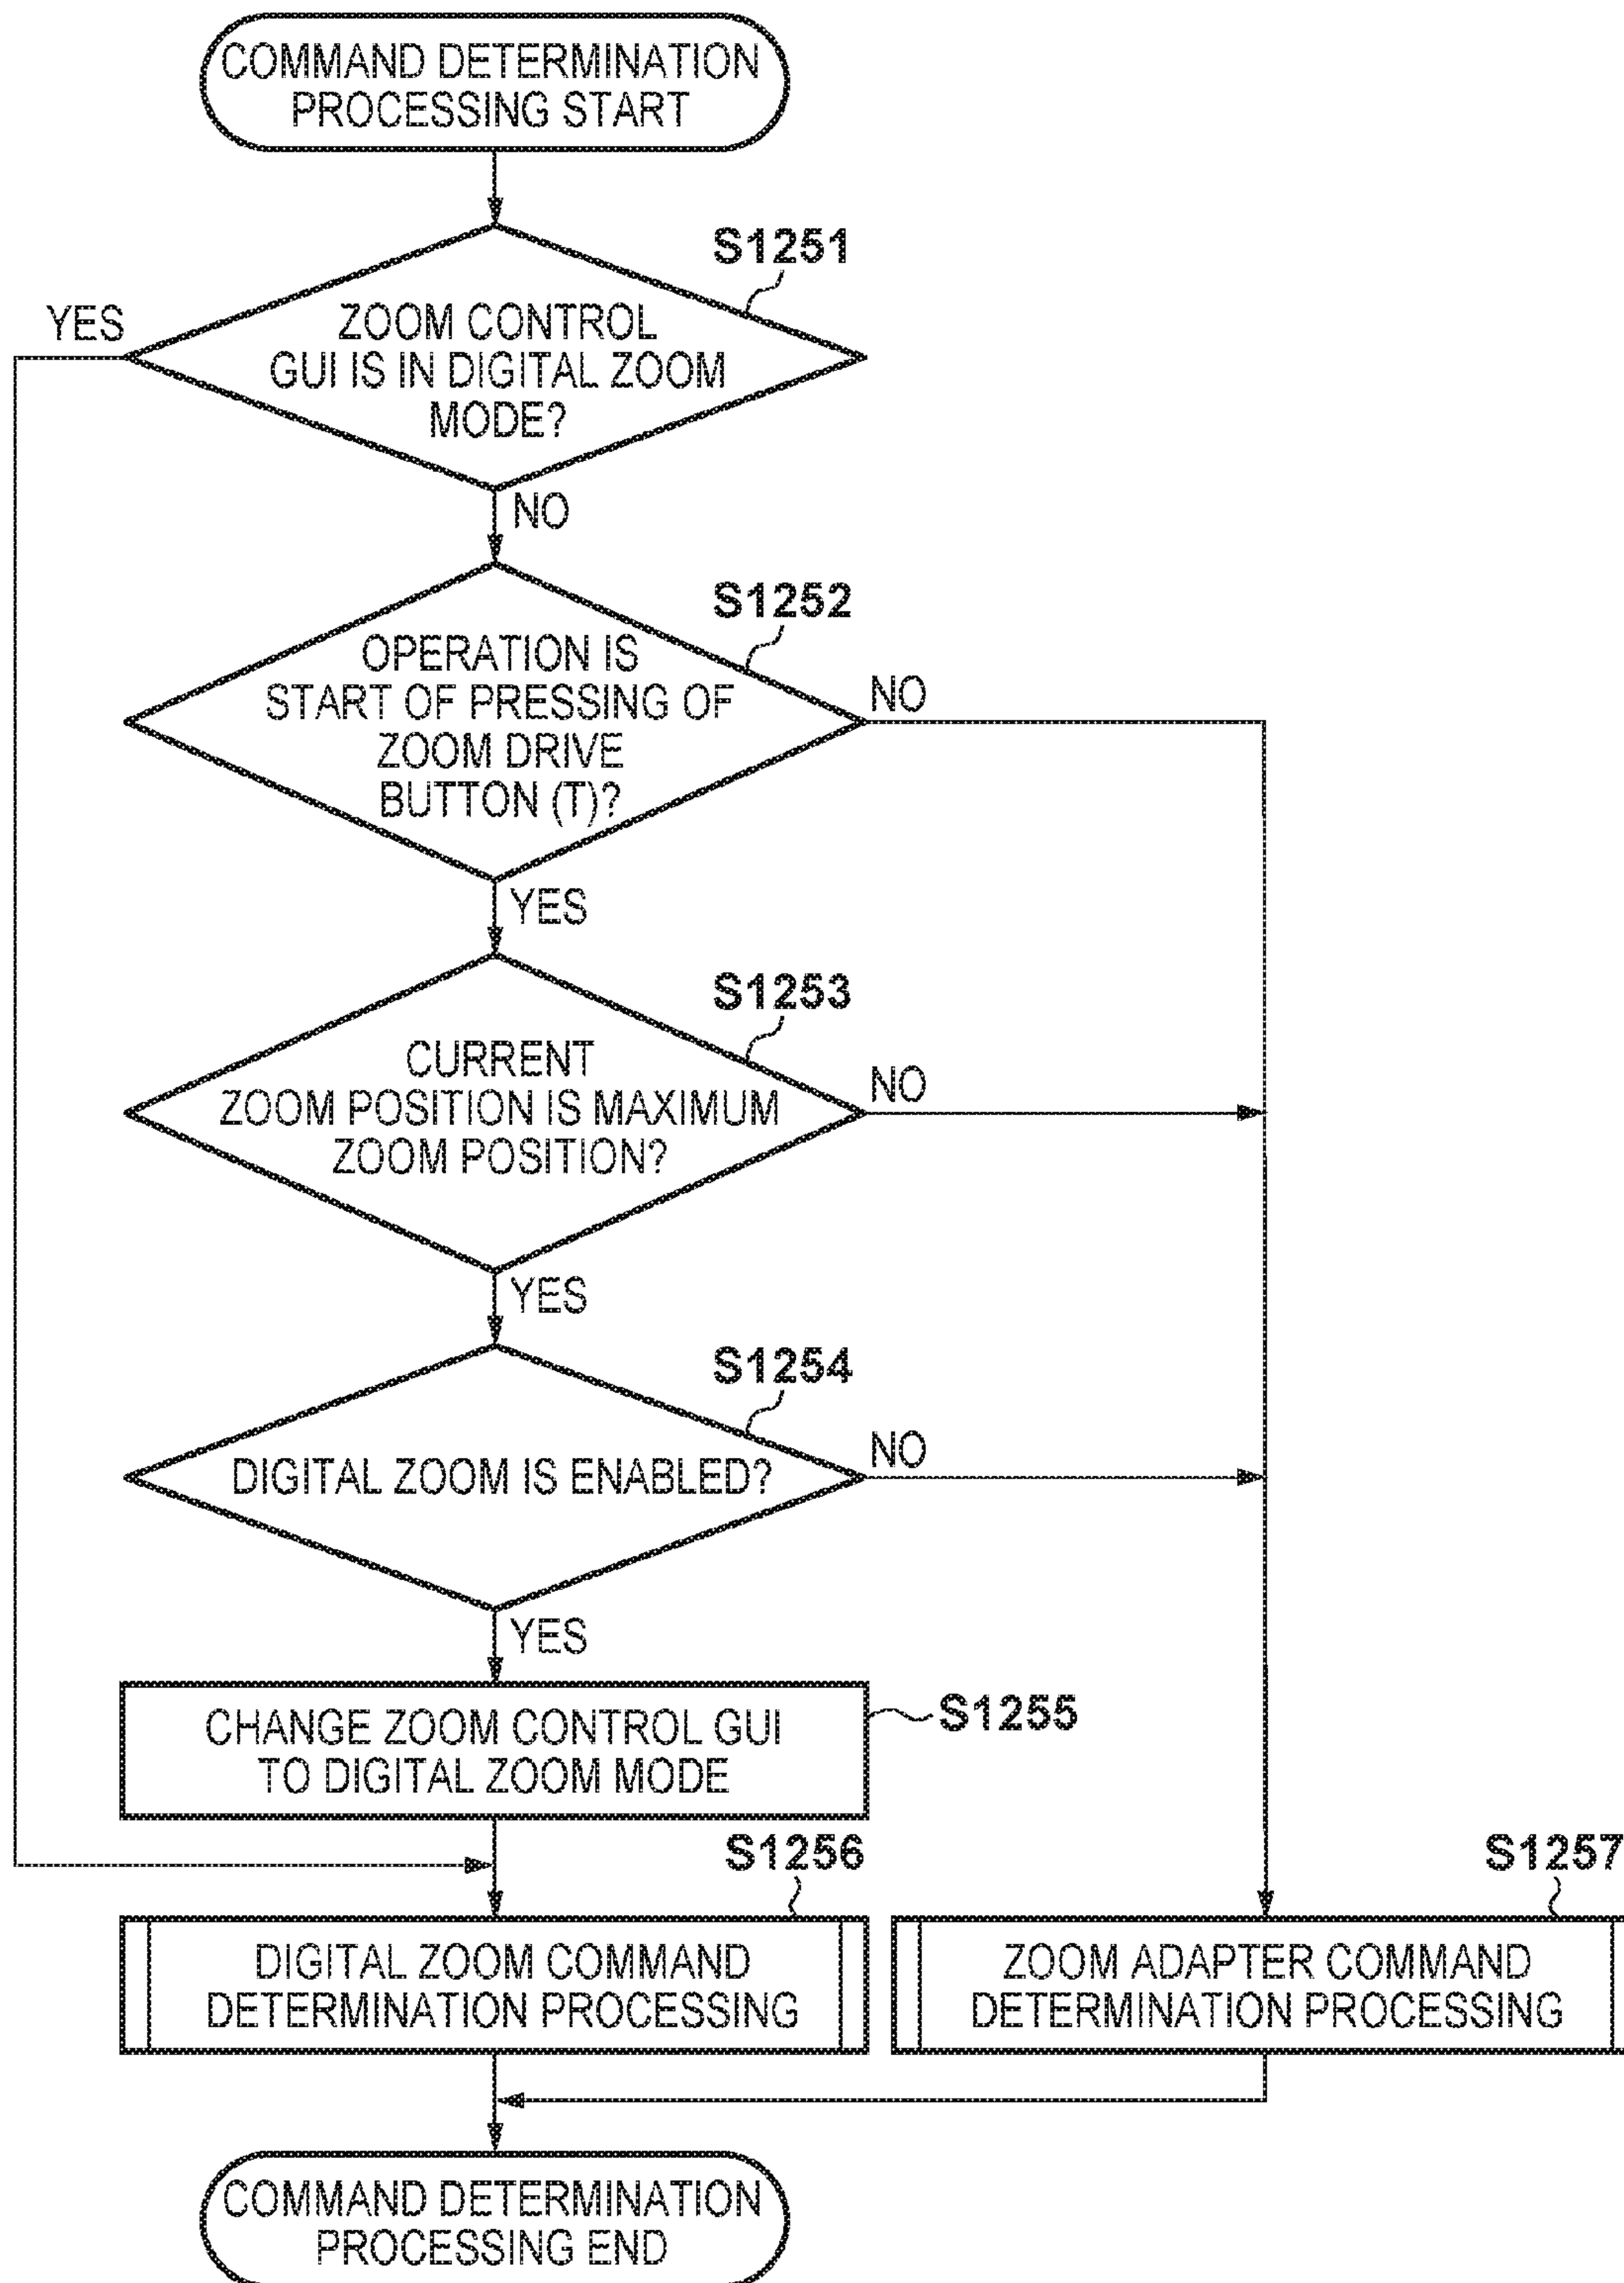 COMMAND DETERMINATION
PROCESSING START
S1251
YES
ZOOM CONTROL
GUI IS IN DIGITAL ZOOM
MODE?
NO
S1252
OPERATION IS
START OF PRESSING OF
ZOOM DRIVE
BUTTON (T)?
NO
YES
S1253
CURRENT
ZOOM POSITION IS MAXIMUM
ZOOM POSITION?
NO
YES
S1254
DIGITAL ZOOM IS ENABLED?
NO
YES
CHANGE ZOOM CONTROL GUI
TO DIGITAL ZOOM MODE
S1255
S1256
DIGITAL ZOOM COMMAND
DETERMINATION PROCESSING
S1257
ZOOM ADAPTER COMMAND
DETERMINATION PROCESSING
COMMAND DETERMINATION
PROCESSING END